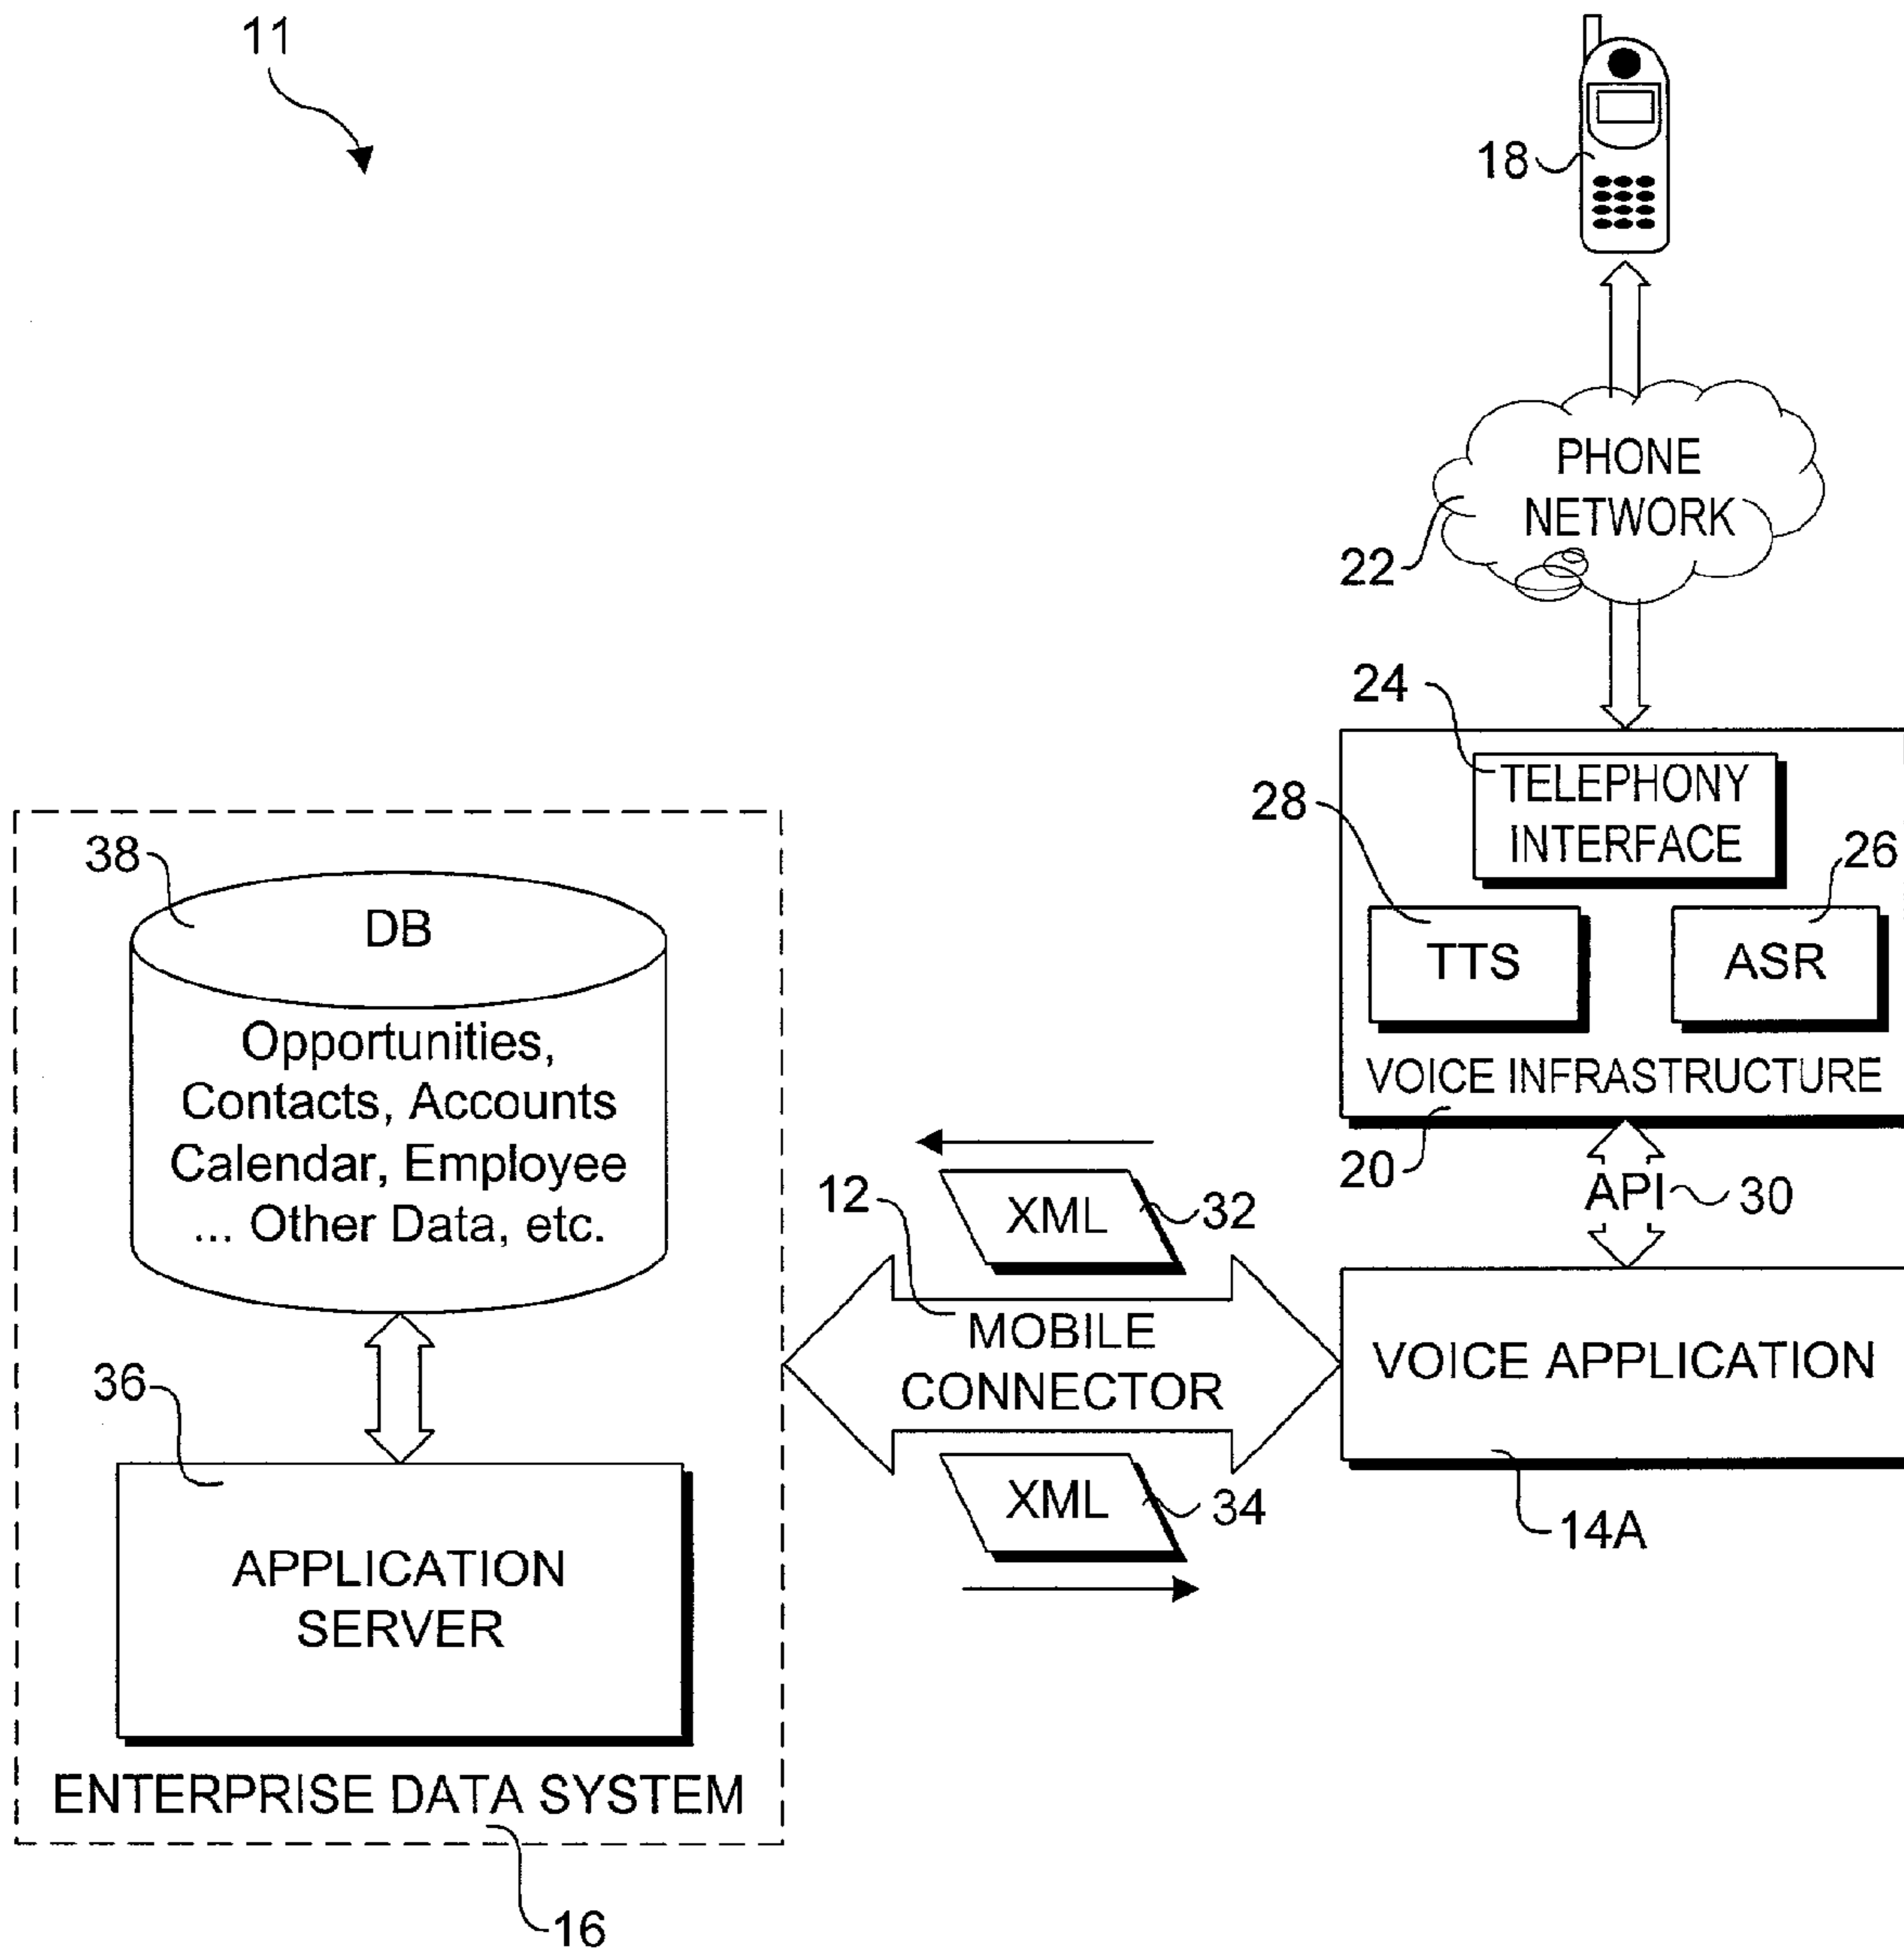 11
18
PHONE
NETWORK
22
24
TELEPHONY
INTERFACE
28
26
TTS
ASR
VOICE INFRASTRUCTURE
20
API
30
38
DB
Opportunities,
Contacts, Accounts
Calendar, Employee
... Other Data, etc.
12
XML
32
MOBILE
CONNECTOR
VOICE APPLICATION
XML
34
14A
36
APPLICATION
SERVER
ENTERPRISE DATA SYSTEM
16